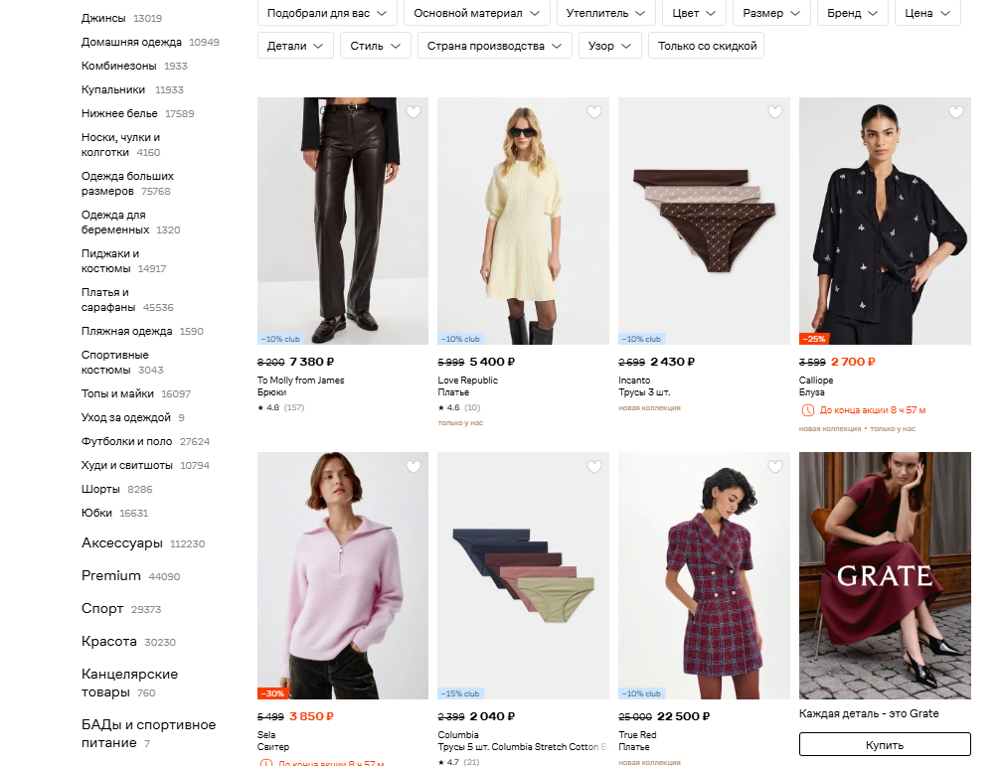 Джинсы 13019
Домашняя одежда 10949
Комбинезоны 1933
Купальники 11933
Нижнее белье 17589
Носки, чулки и
колготки 4160
Одежда больших
размеров 75768
Одежда для
беременных 1320
Пиджаки и
костюмы 14917
Платья и
сарафаны 45536
Пляжная одежда 1590
Спортивные
костюмы 3043
Топы и майки 16097
Уход за одеждой 9
Футболки и поло 27624
Худи и свитшоты 10794
Шорты 8286
Юбки 16631
Аксессуары 112230
Premium 44090
Спорт 29373
Красота 30230
Канцелярские
товары 760
БАДы и спортивное
питание 7
Подобрали для вас
Основной материал
Утеплитель
Цвет
Размер
Бренд
Цена
Детали
Стиль
Страна производства
Узор
Только со скидкой
−10% club
8 200 7 380 ₽
To Molly from James
Брюки
★ 4.8 (157)
−10% club
5 999 5 400 ₽
Love Republic
Платье
★ 4.6 (10)
только у нас
−10% club
2 699 2 430 ₽
Incanto
Трусы 3 шт.
новая коллекция
−25%
3 599 2 700 ₽
Calliope
Блуза
До конца акции 8 ч 57 м
новая коллекция • только у нас
−30%
5 499 3 850 ₽
Sela
Свитер
До конца акции 8 ч 57 м
−15% club
2 399 2 040 ₽
Columbia
Трусы 5 шт. Columbia Stretch Cotton B
★ 4.7 (21)
−10% club
25 000 22 500 ₽
True Red
Платье
новая коллекция
GRATE
Каждая деталь - это Grate
Купить